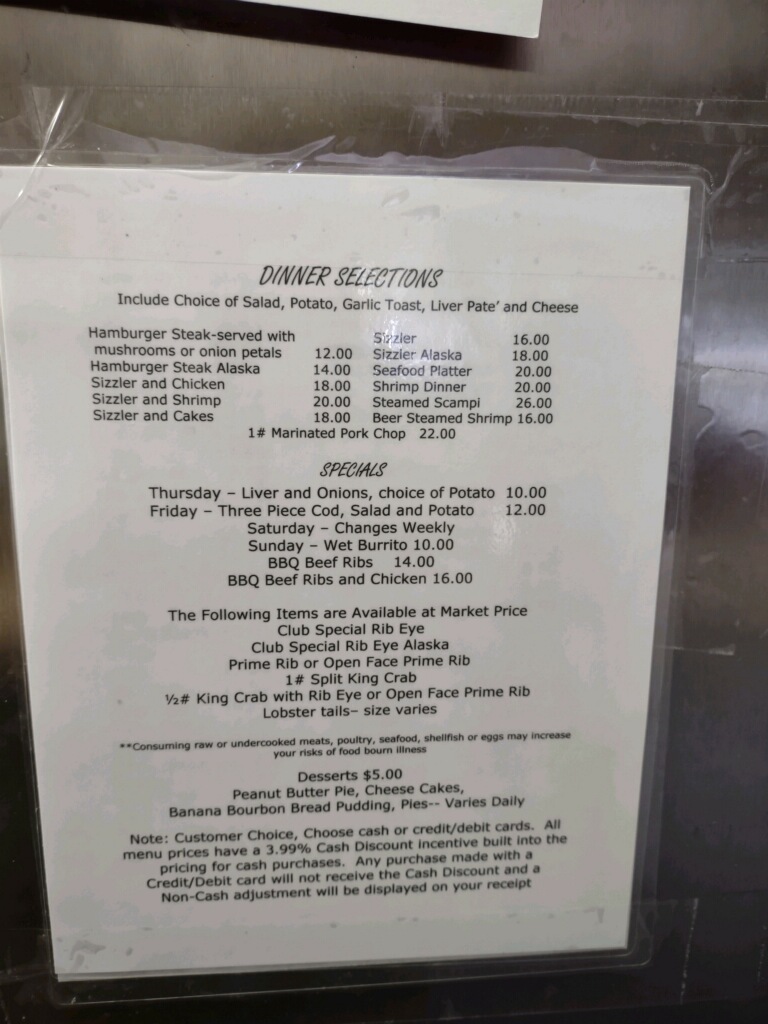 DINNER SELECTIONS
Include Choice of Salad, Potato, Garlic Toast, Liver Pate' and Cheese
Hamburger Steak-served with
mushrooms or onion petals 12.00
Hamburger Steak Alaska 14.00
Sizzler and Chicken 18.00
Sizzler and Shrimp 20.00
Sizzler and Cakes 18.00
Sizzler 16.00
Sizzler Alaska 18.00
Seafood Platter 20.00
Shrimp Dinner 20.00
Steamed Scampi 26.00
Beer Steamed Shrimp 16.00
1# Marinated Pork Chop 22.00
SPECIALS
Thursday – Liver and Onions, choice of Potato 10.00
Friday – Three Piece Cod, Salad and Potato 12.00
Saturday – Changes Weekly
Sunday – Wet Burrito 10.00
BBQ Beef Ribs 14.00
BBQ Beef Ribs and Chicken 16.00
The Following Items are Available at Market Price
Club Special Rib Eye
Club Special Rib Eye Alaska
Prime Rib or Open Face Prime Rib
1# Split King Crab
½# King Crab with Rib Eye or Open Face Prime Rib
Lobster tails– size varies
**Consuming raw or undercooked meats, poultry, seafood, shellfish or eggs may increase
your risks of food bourn illness
Desserts $5.00
Peanut Butter Pie, Cheese Cakes,
Banana Bourbon Bread Pudding, Pies-- Varies Daily
Note: Customer Choice, Choose cash or credit/debit cards. All
menu prices have a 3.99% Cash Discount incentive built into the
pricing for cash purchases. Any purchase made with a
Credit/Debit card will not receive the Cash Discount and a
Non-Cash adjustment will be displayed on your receipt